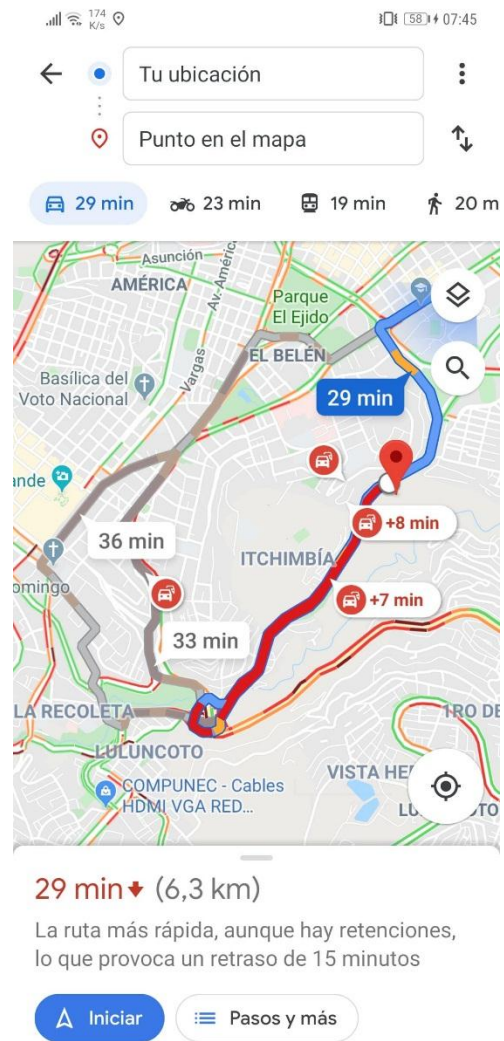 174
K/s
58
07:45
Tu ubicación
Punto en el mapa
29 min
23 min
19 min
20 m
Asunción
AMÉRICA
Av. Améric
Parque
El Ejido
Vargas
EL BELÉN
Basílica del
Voto Nacional
29 min
ande
+8 min
36 min
ITCHIMBÍA
omingo
+7 min
33 min
LA RECOLETA
1RO DE
LULUNCOTO
VISTA HE
COMPUNEC - Cables
HDMI VGA RED...
LU
OTO
29 min (6,3 km)
La ruta más rápida, aunque hay retenciones,
lo que provoca un retraso de 15 minutos
Iniciar
Pasos y más